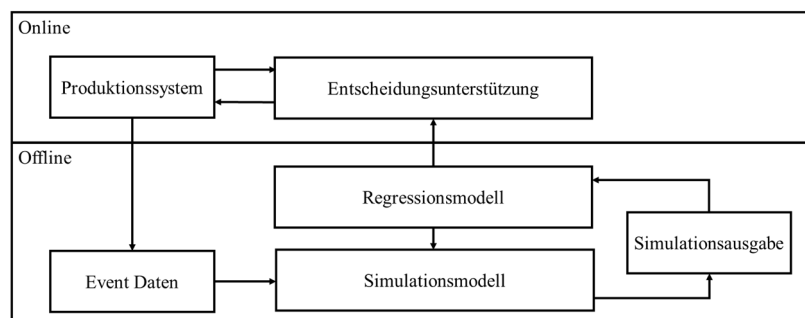 Online
Produktionssystem
Entscheidungsunterstützung
Offline
Regressionsmodell
Simulationsausgabe
Event Daten
Simulationsmodell